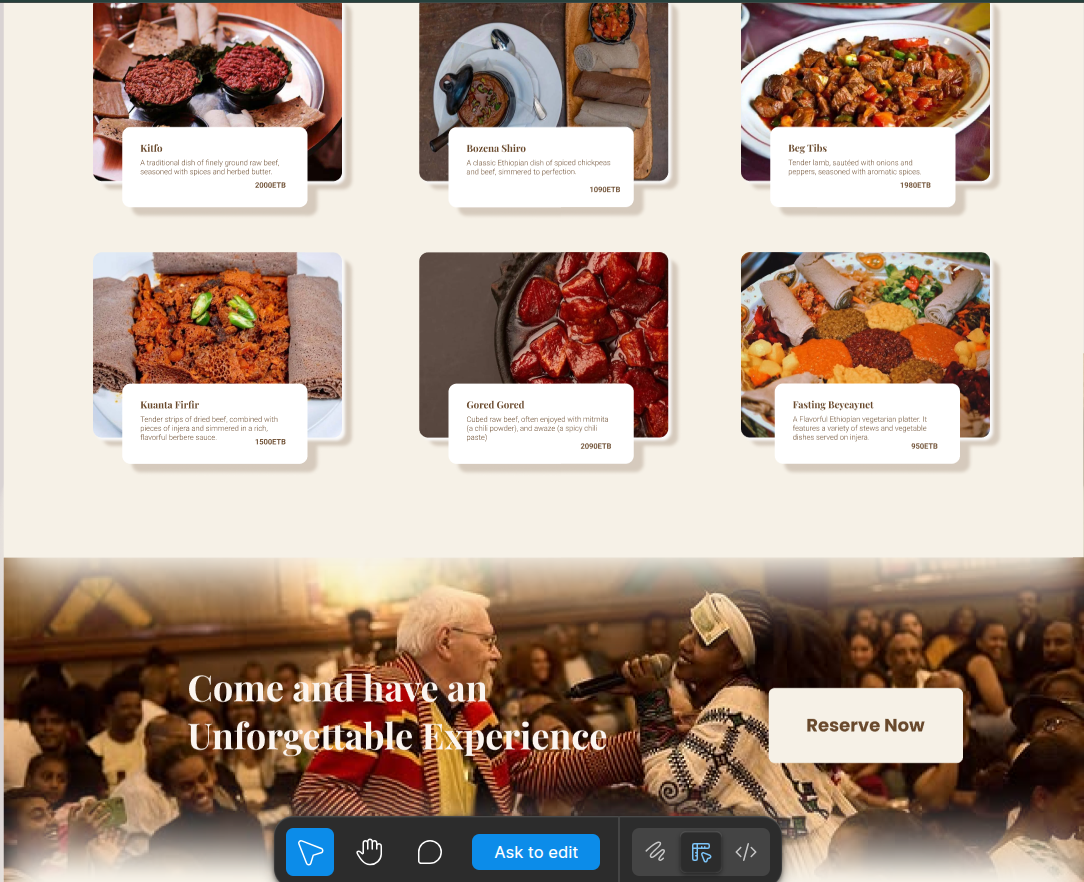 Kitfo
A traditional dish of finely ground raw beef,
seasoned with spices and herbed butter.
2000ETB
Bozena Shiro
A classic Ethiopian dish of spiced chickpeas
and beef, simmered to perfection.
1090ETB
Beg Tibs
Tender lamb, sautéed with onions and
peppers, seasoned with aromatic spices.
1980ETB
Kuanta Firfir
Tender strips of dried beef, combined with
pieces of injera and simmered in a rich,
flavorful berbere sauce.
1500ETB
Gored Gored
Cubed raw beef, often enjoyed with mitmita
(a chili powder), and awaze (a spicy chili
paste)
2090ETB
Fasting Beyeaynet
A Flavorful Ethiopian vegetarian platter. It
features a variety of stews and vegetable
dishes served on injera.
950ETB
Come and have an
Unforgettable Experience
Reserve Now
Ask to edit